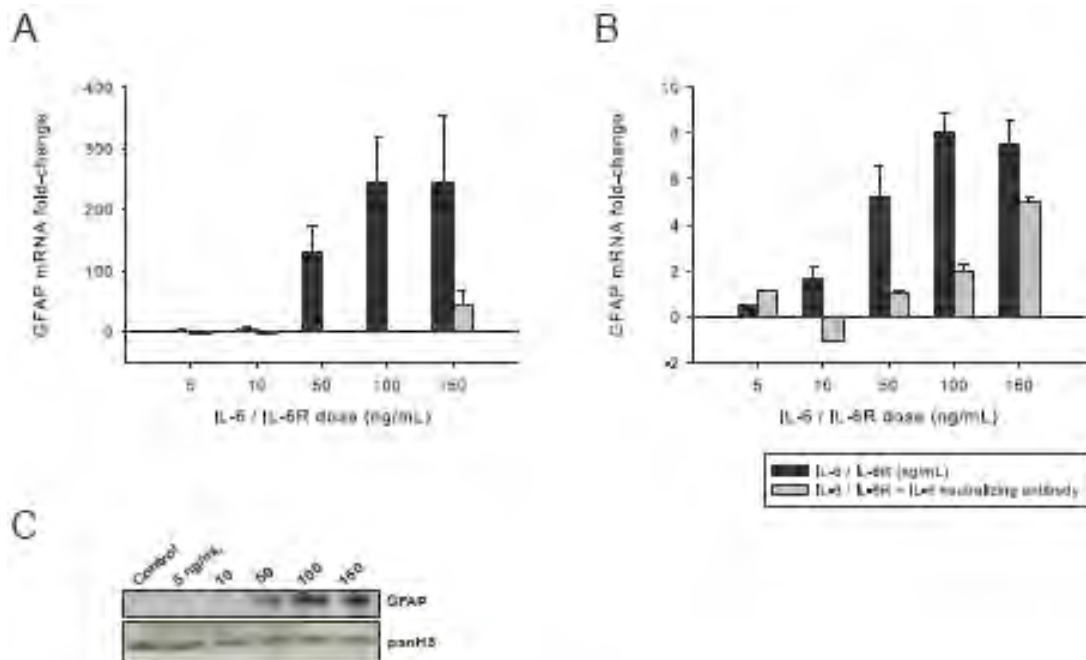 A
B
400
300
200
100
0
GFAP mRNA fold-change
5 10 50 100 150
IL-6 / IL-6R dose (ng/mL)
10
8
6
4
2
0
-2
GFAP mRNA fold-change
5 10 50 100 150
IL-6 / IL-6R dose (ng/mL)
IL-6 / IL-6R (ng/mL)
IL-6 / IL-6R + IL-6 neutralizing antibody
C
Control 5 ng/mL 10 50 100 150
GFAP
panH3